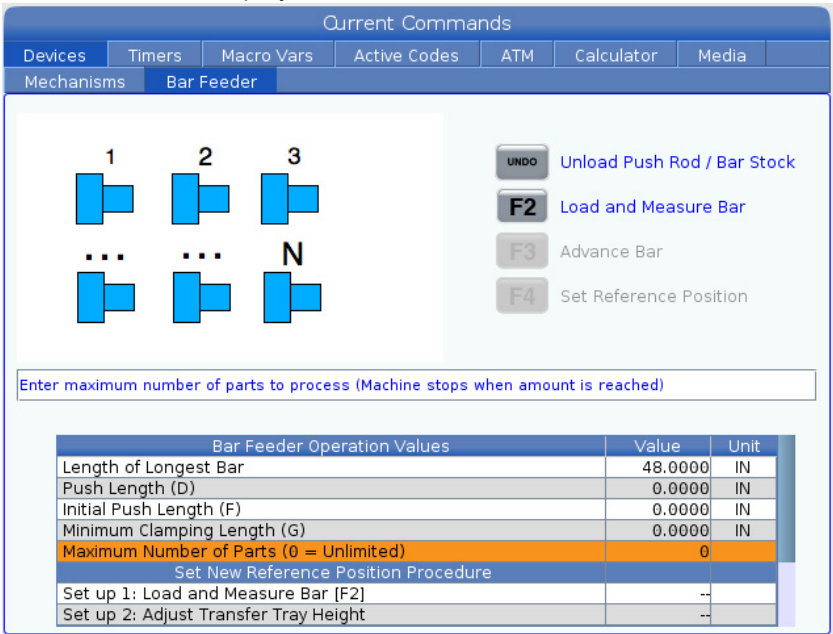 Current Commands
Devices Timers Macro Vars Active Codes ATM Calculator Media
Mechanisms Bar Feeder
1 2 3
... ... N
UNDO Unload Push Rod / Bar Stock
F2 Load and Measure Bar
F3 Advance Bar
F4 Set Reference Position
Enter maximum number of parts to process (Machine stops when amount is reached)
Bar Feeder Operation Values Value Unit
Length of Longest Bar 48.0000 IN
Push Length (D) 0.0000 IN
Initial Push Length (F) 0.0000 IN
Minimum Clamping Length (G) 0.0000 IN
Maximum Number of Parts (0 = Unlimited) 0
Set New Reference Position Procedure
Set up 1: Load and Measure Bar [F2] --
Set up 2: Adjust Transfer Tray Height --